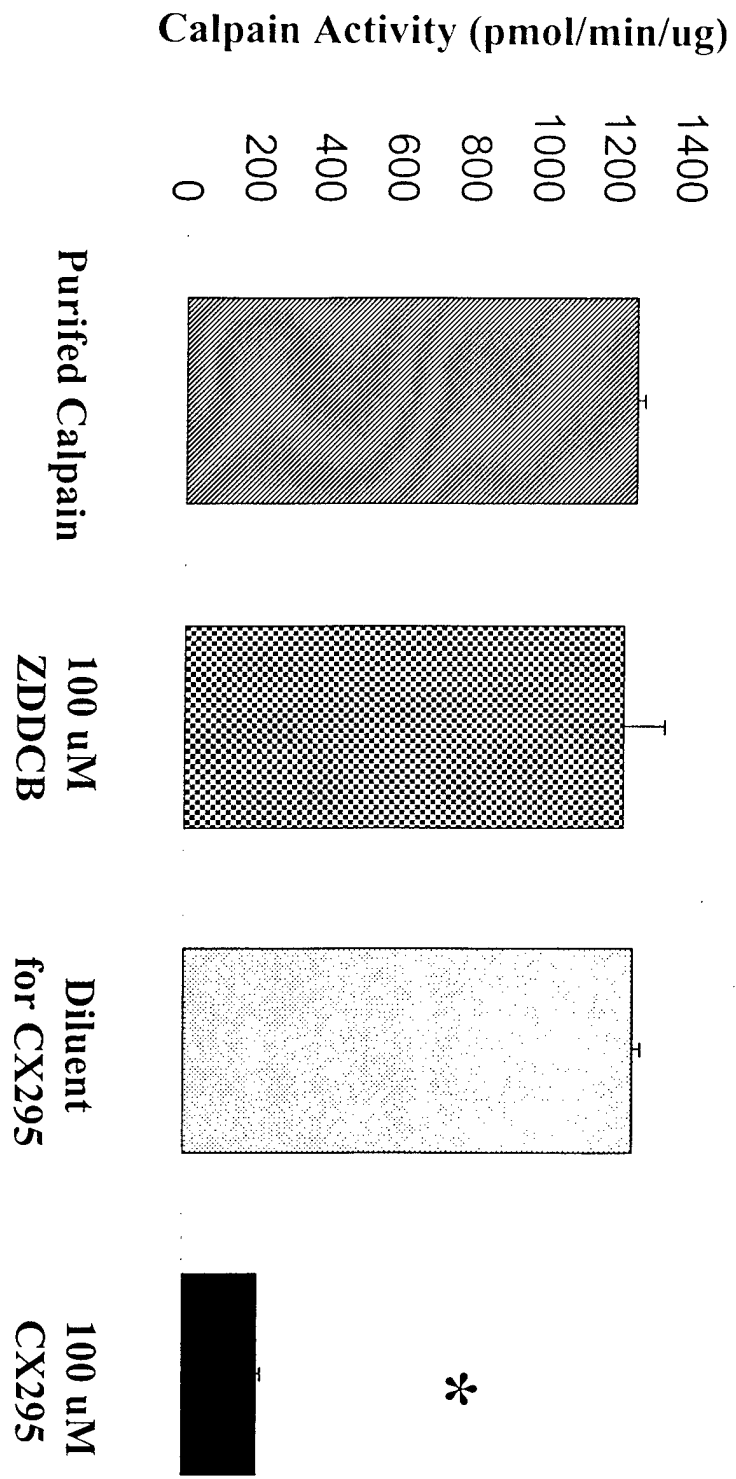 Calpain Activity (pmol/min/ug)
1400
1200
1000
800
600
400
200
0
*
Purifed Calpain
100 uM
ZDDCB
Diluent
for CX295
100 uM
CX295